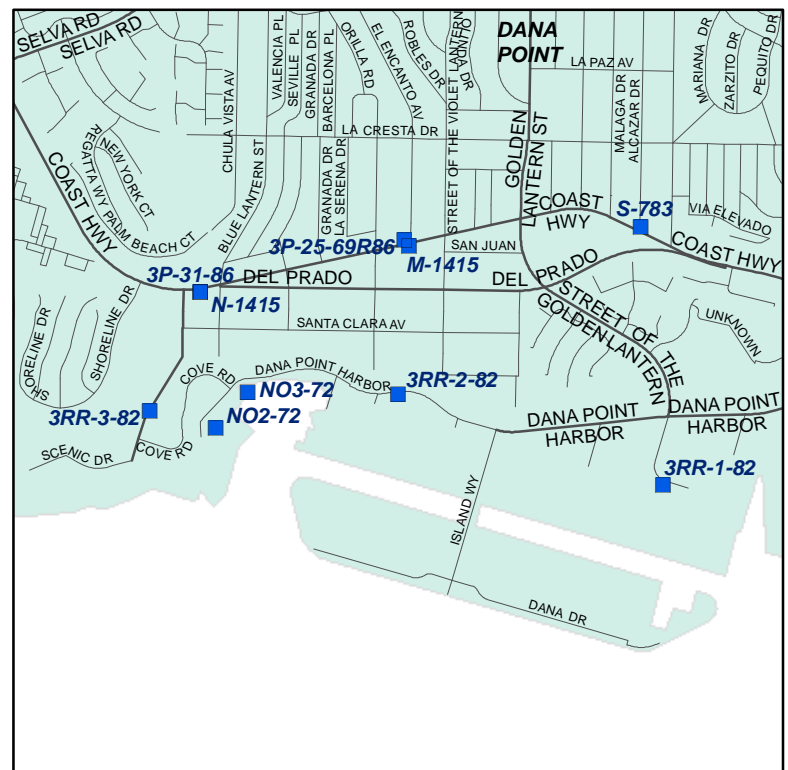 SELVA RD
SELVA RD
VALENCIA PL
SEVILLE PL
GRANADA DR
BARCELONA PL
ORILLA RD
EL ENCANTO AV
ROBLES DR
STREET OF THE VIOLET LANTERN
DANA
POINT
LA PAZ AV
MARIANA DR
ZARZITO DR
PEQUITO DR
CHULA VISTA AV
LA CRESTA DR
MALAGA DR
ALCAZAR DR
GOLDEN
LANTERN ST
NEW YORK CT
REGATTA WY
PALM BEACH CT
COAST HWY
BLUE LANTERN ST
GRANADA DR
LA SERENA DR
COAST
HWY
S-783
VIA ELEVADO
3P-25-69R86
M-1415
SAN JUAN
COAST HWY
3P-31-86
DEL PRADO
DEL PRADO
N-1415
SANTA CLARA AV
STREET OF THE
GOLDENLANTERN
UNKNOWN
SHORELINE DR
SHORELINE DR
COVE RD
DANA POINT HARBOR
3RR-2-82
NO3-72
3RR-3-82
NO2-72
DANA POINT
HARBOR
DANA POINT
HARBOR
SCENIC DR
COVE RD
3RR-1-82
ISLAND WY
DANA DR